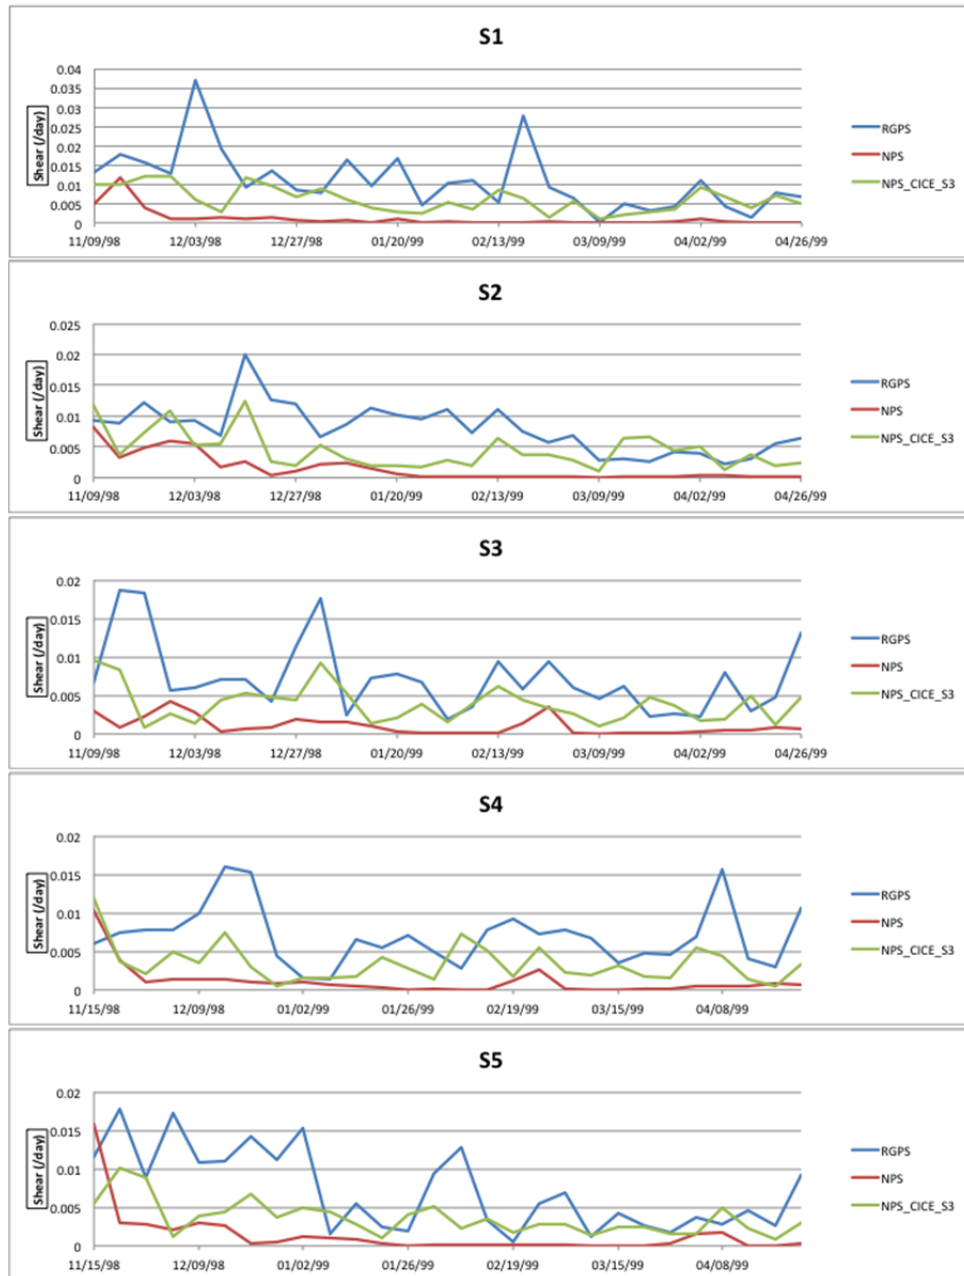 S1
0.04
0.035
0.03
0.025
0.02
0.015
0.01
0.005
0
Shear (/day)
11/09/98 12/03/98 12/27/98 01/20/99 02/13/99 03/09/99 04/02/99 04/26/99
RGPS
NPS
NPS_CICE_S3
S2
0.025
0.02
0.015
0.01
0.005
0
Shear (/day)
11/09/98 12/03/98 12/27/98 01/20/99 02/13/99 03/09/99 04/02/99 04/26/99
RGPS
NPS
NPS_CICE_S3
S3
0.02
0.015
0.01
0.005
0
Shear (/day)
11/09/98 12/03/98 12/27/98 01/20/99 02/13/99 03/09/99 04/02/99 04/26/99
RGPS
NPS
NPS_CICE_S3
S4
0.02
0.015
0.01
0.005
0
Shear (/day)
11/15/98 12/09/98 01/02/99 01/26/99 02/19/99 03/15/99 04/08/99
RGPS
NPS
NPS_CICE_S3
S5
0.02
0.015
0.01
0.005
0
Shear (/day)
11/15/98 12/09/98 01/02/99 01/26/99 02/19/99 03/15/99 04/08/99
RGPS
NPS
NPS_CICE_S3